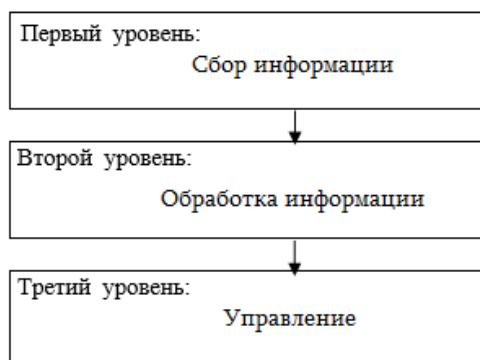 Первый уровень:
Сбор информации
Второй уровень:
Обработка информации
Третий уровень:
Управление